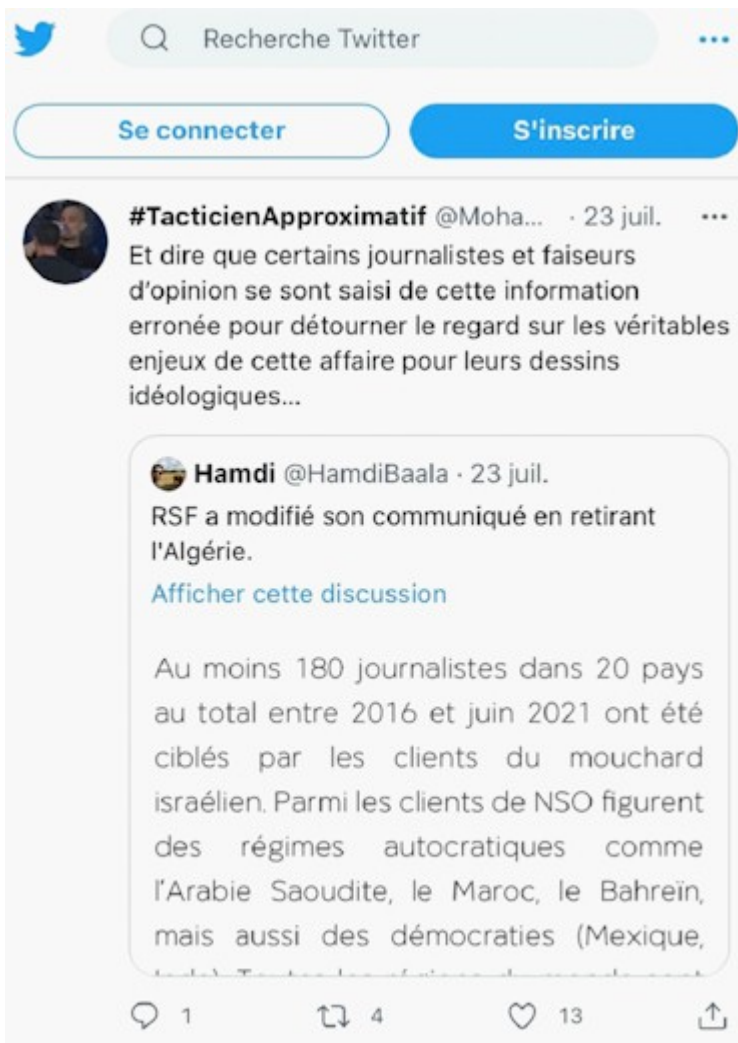 Recherche Twitter
Se connecter
S'inscrire
#TacticienApproximatif @Moha... · 23 juil.
Et dire que certains journalistes et faiseurs
d'opinion se sont saisi de cette information
erronée pour détourner le regard sur les véritables
enjeux de cette affaire pour leurs dessins
idéologiques...
Hamdi @HamdiBaala · 23 juil.
RSF a modifié son communiqué en retirant
l'Algérie.
Afficher cette discussion
Au moins 180 journalistes dans 20 pays
au total entre 2016 et juin 2021 ont été
ciblés par les clients du mouchard
israélien. Parmi les clients de NSO figurent
des régimes autocratiques comme
l'Arabie Saoudite, le Maroc, le Bahreïn,
mais aussi des démocraties (Mexique,
1 4 13